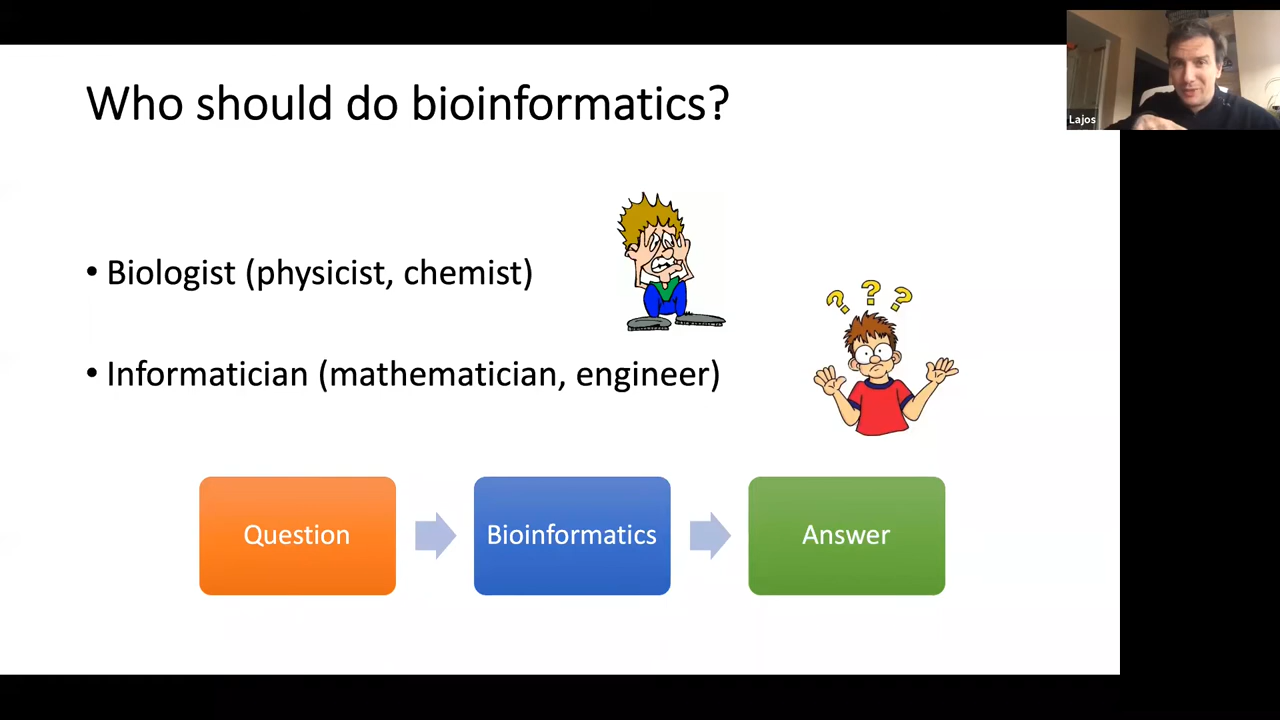 Who should do bioinformatics?
Lajos
• Biologist (physicist, chemist)
???
• Informatician (mathematician, engineer)
Question
Bioinformatics
Answer